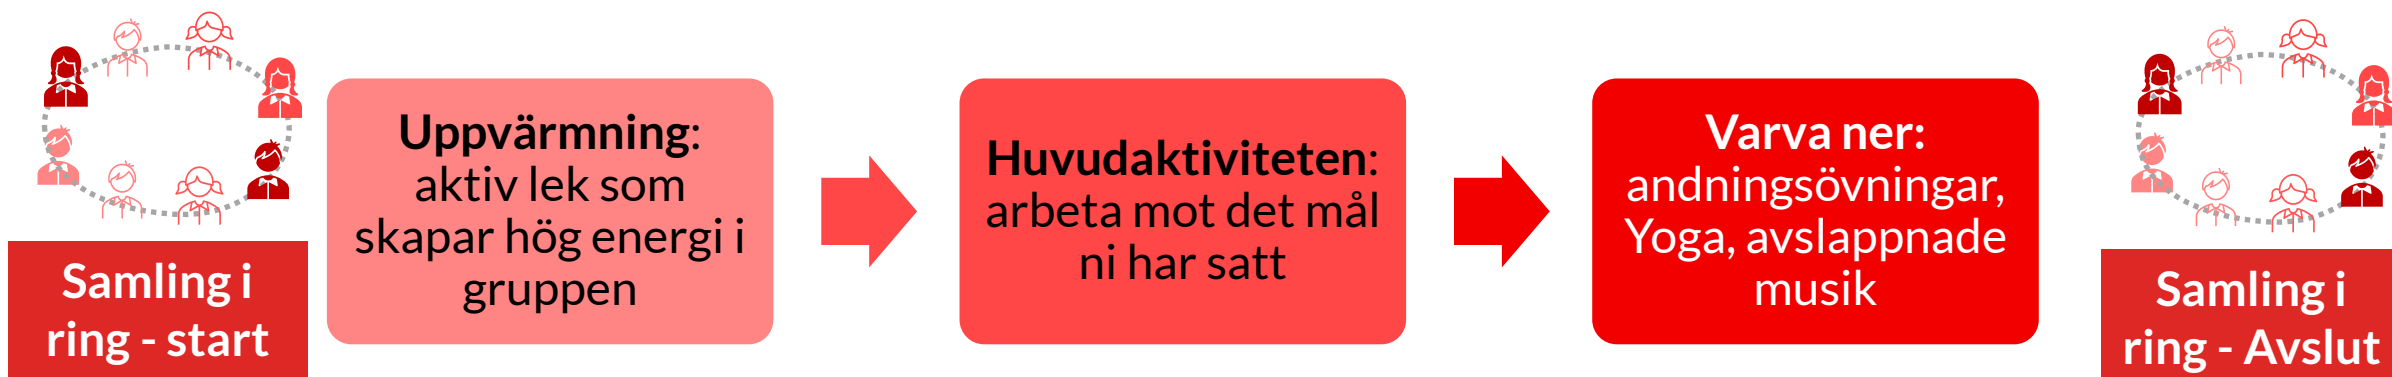 Samling i
ring - start
Uppvärmning:
aktiv lek som
skapar hög energi i
gruppen
Huvudaktiviteten:
arbeta mot det mål
ni har satt
Varva ner:
andningsövningar,
Yoga, avslappnade
musik
Samling i
ring - Avslut